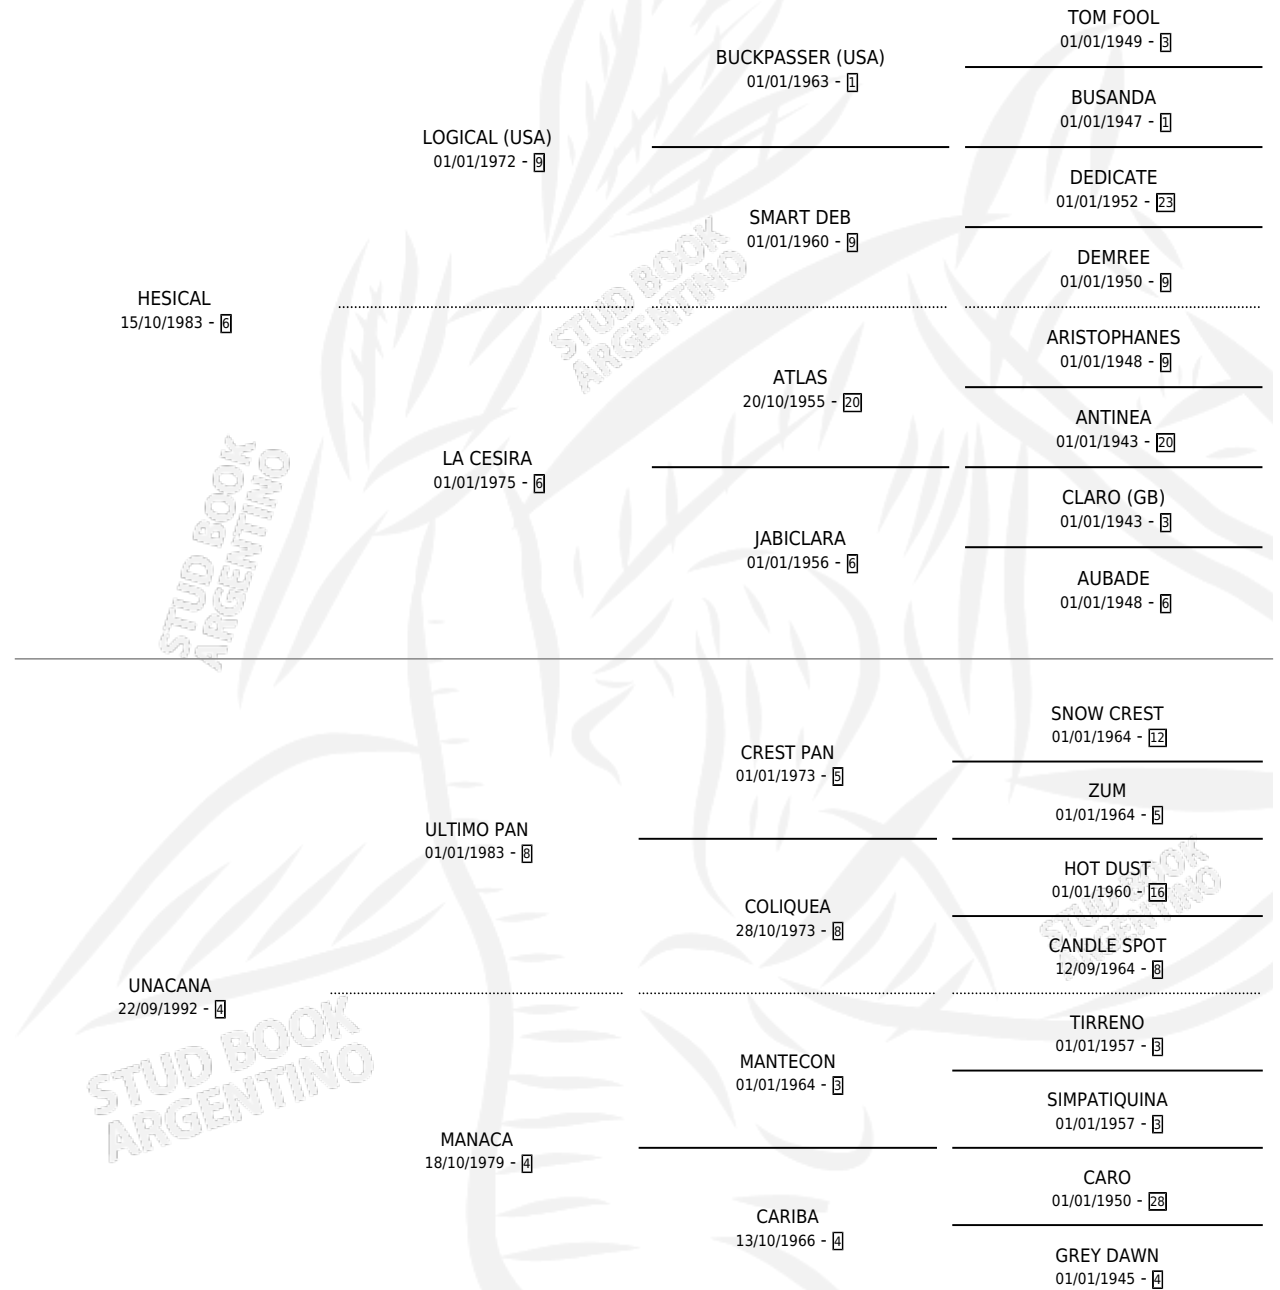 TOM FOOL
01/01/1949 - 3
BUCKPASSER (USA)
01/01/1963 - 1
BUSANDA
01/01/1947 - 1
LOGICAL (USA)
01/01/1972 - 9
DEDICATE
01/01/1952 - 23
SMART DEB
01/01/1960 - 9
DEMREE
01/01/1950 - 9
HESICAL
15/10/1983 - 6
ARISTOPHANES
01/01/1948 - 9
ATLAS
20/10/1955 - 20
ANTINEA
01/01/1943 - 20
LA CESIRA
01/01/1975 - 6
CLARO (GB)
01/01/1943 - 3
JABICLARA
01/01/1956 - 6
AUBADE
01/01/1948 - 6
SNOW CREST
01/01/1964 - 12
CREST PAN
01/01/1973 - 5
ZUM
01/01/1964 - 5
ULTIMO PAN
01/01/1983 - 8
HOT DUST
01/01/1960 - 16
COLIQUEA
28/10/1973 - 8
CANDLE SPOT
12/09/1964 - 8
UNACANA
22/09/1992 - 4
TIRRENO
01/01/1957 - 3
MANTECON
01/01/1964 - 3
SIMPATIQUINA
01/01/1957 - 3
MANACA
18/10/1979 - 4
CARO
01/01/1950 - 28
CARIBA
13/10/1966 - 4
GREY DAWN
01/01/1945 - 4
STUD BOOK
ARGENTINO
STUD BOOK
ARGENTINO
STUD BOOK
ARGENTINO
STUD BOOK
ARGENTINO